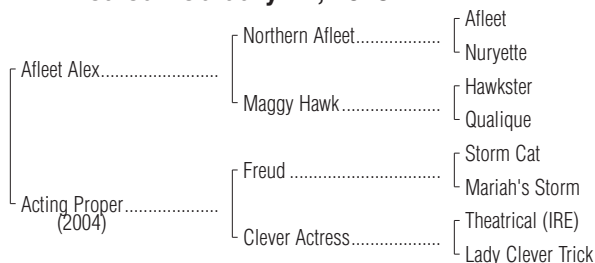 Afleet
Northern Afleet....................
Nuryette
Afleet Alex............................
Hawkster
Maggy Hawk.......................
Qualique
Storm Cat
Freud ...................................
Mariah's Storm
Acting Proper......................
(2004)
Theatrical (IRE)
Clever Actress.....................
Lady Clever Trick